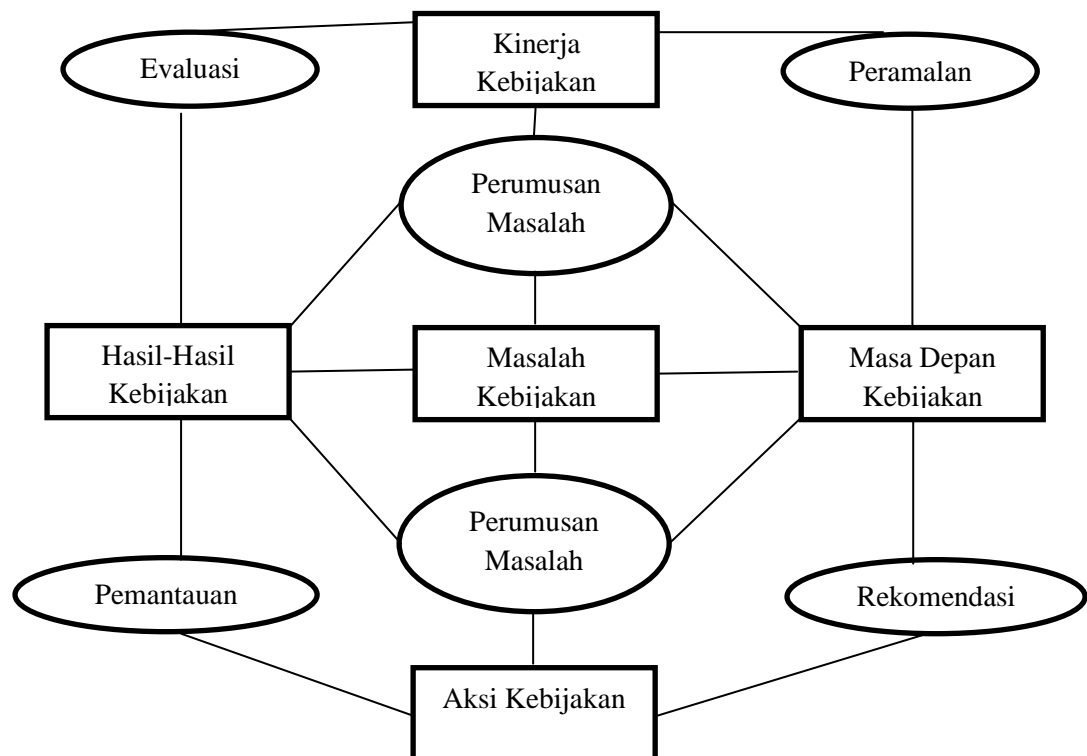 Evaluasi
Kinerja
Kebijakan
Peramalan
Perumusan
Masalah
Hasil-Hasil
Kebijakan
Masalah
Kebijakan
Masa Depan
Kebijakan
Perumusan
Masalah
Pemantauan
Rekomendasi
Aksi Kebijakan